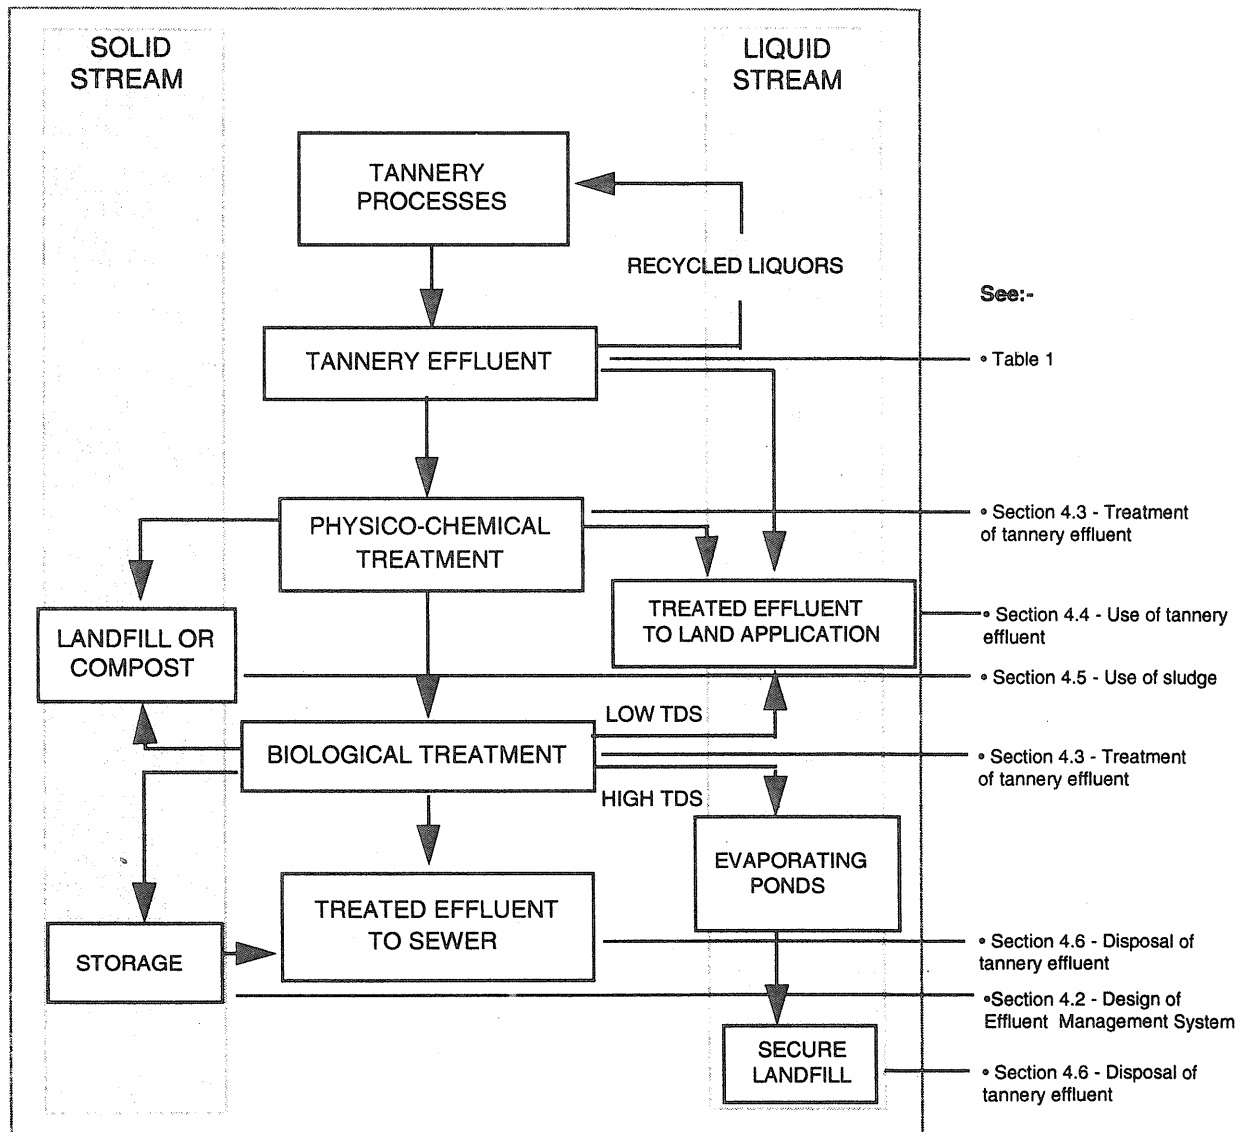 SOLID
STREAM
LIQUID
STREAM
TANNERY
PROCESSES
RECYCLED LIQUORS
See:-
TANNERY EFFLUENT
• Table 1
PHYSICO-CHEMICAL
TREATMENT
• Section 4.3 - Treatment
of tannery effluent
TREATED EFFLUENT
TO LAND APPLICATION
• Section 4.4 - Use of tannery
effluent
LANDFILL OR
COMPOST
• Section 4.5 - Use of sludge
LOW TDS
BIOLOGICAL TREATMENT
• Section 4.3 - Treatment
of tannery effluent
HIGH TDS
EVAPORATING
PONDS
TREATED EFFLUENT
TO SEWER
STORAGE
• Section 4.6 - Disposal of
tannery effluent
•Section 4.2 - Design of
Effluent Management System
SECURE
LANDFILL
• Section 4.6 - Disposal of
tannery effluent